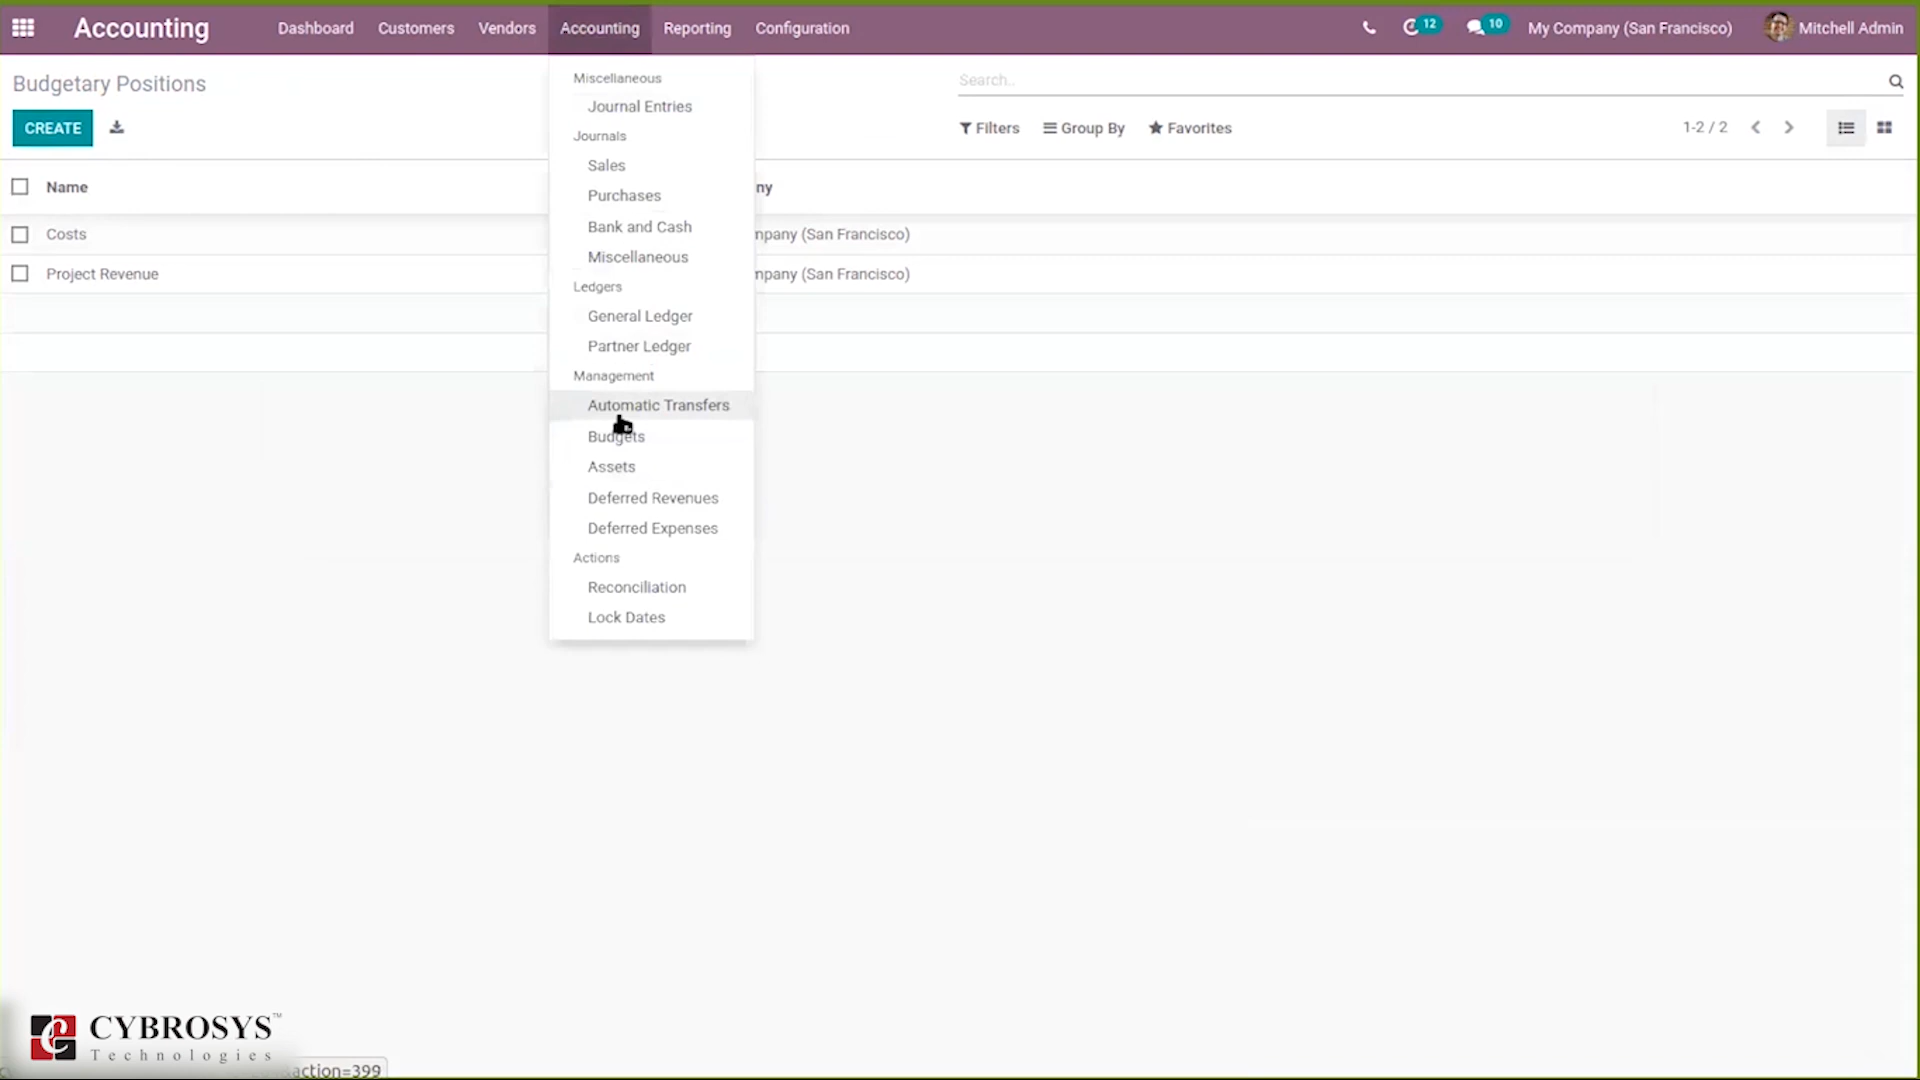 Accounting
Dashboard
Customers
Vendors
Accounting
Reporting
Configuration
12
10
My Company (San Francisco)
Mitchell Admin
Budgetary Positions
Search..
CREATE
Filters
Group By
Favorites
1-2 / 2
Name
ny
Costs
mpany (San Francisco)
Project Revenue
mpany (San Francisco)
Miscellaneous
Journal Entries
Journals
Sales
Purchases
Bank and Cash
Miscellaneous
Ledgers
General Ledger
Partner Ledger
Management
Automatic Transfers
Budgets
Assets
Deferred Revenues
Deferred Expenses
Actions
Reconciliation
Lock Dates
CYBROSYS™
Technologies
action=399